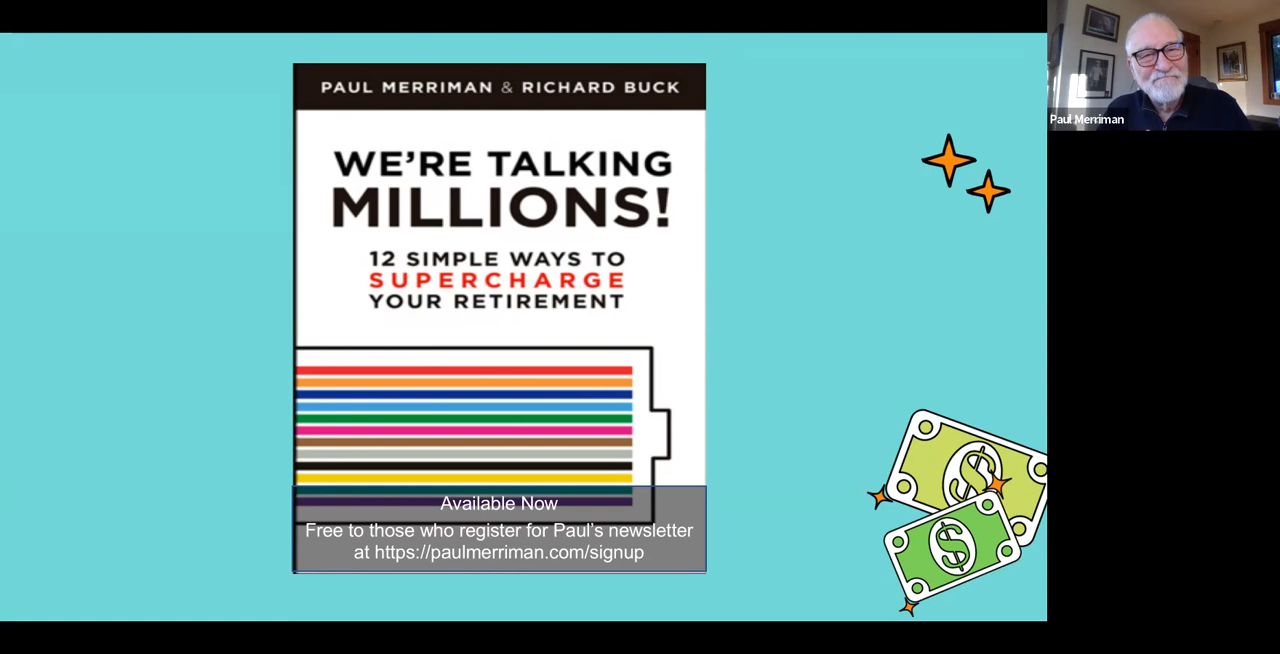 PAUL MERRIMAN & RICHARD BUCK
WE'RE TALKING
MILLIONS!
12 SIMPLE WAYS TO
SUPERCHARGE
YOUR RETIREMENT
Available Now
Free to those who register for Paul's newsletter
at https://paulmerriman.com/signup
$
$
Paul Merriman